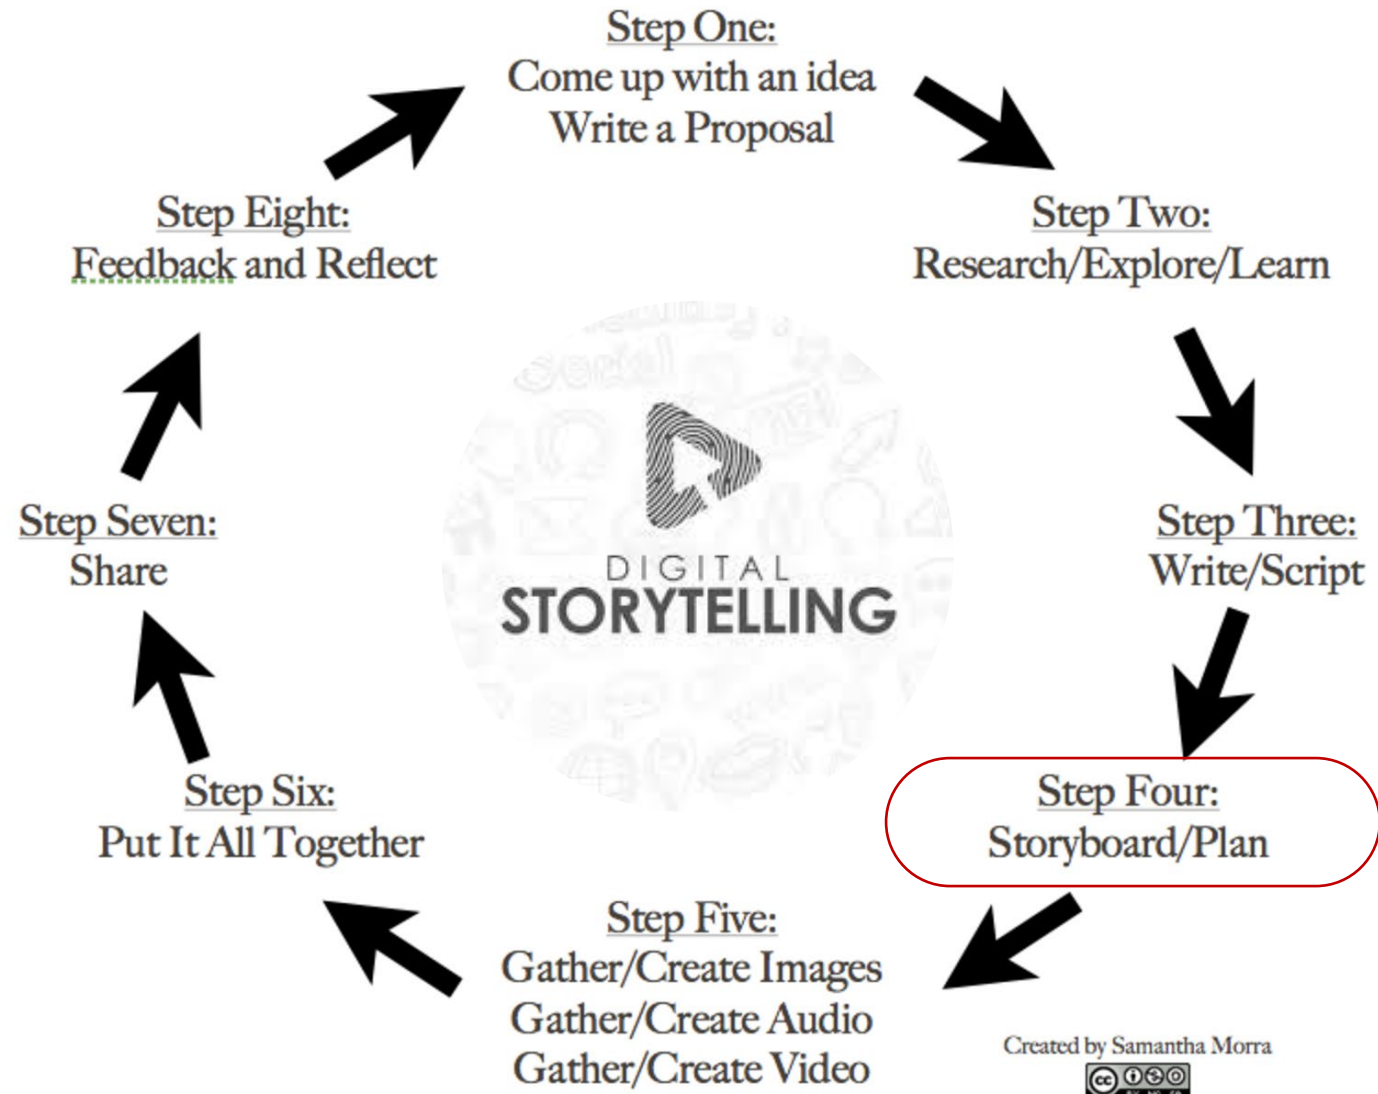 Step One:
Come up with an idea
Write a Proposal
Step Two:
Research/Explore/Learn
Step Three:
Write/Script
Step Four:
Storyboard/Plan
Step Five:
Gather/Create Images
Gather/Create Audio
Gather/Create Video
Step Six:
Put It All Together
Step Seven:
Share
Step Eight:
Feedback and Reflect
Social
DIGITAL
STORYTELLING
Created by Samantha Morra
cc